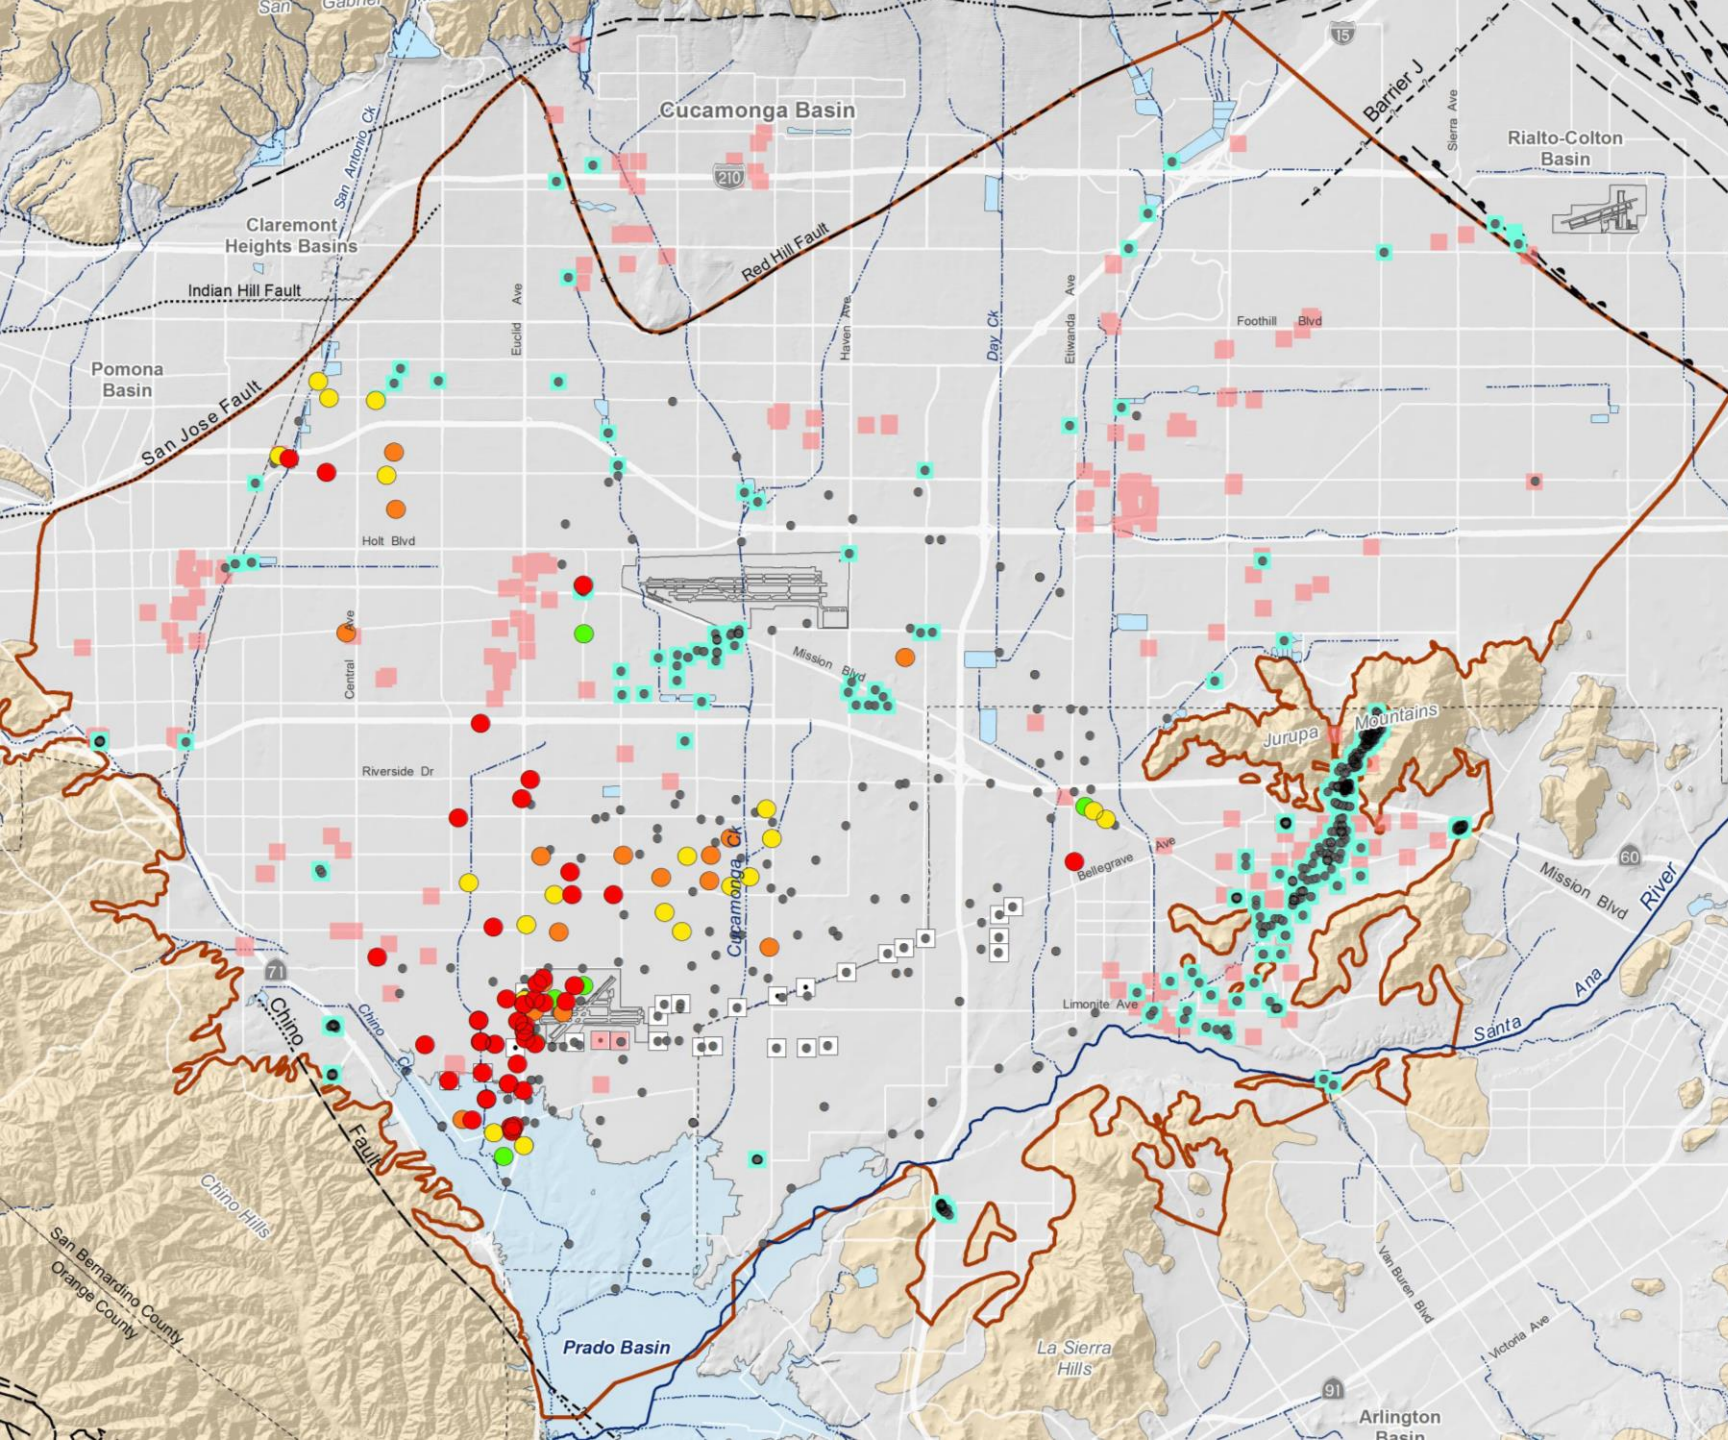 San Gabriel
15
Cucamonga Basin
Barrier J
Sierra Ave
Rialto-Colton
Basin
San Antonio Ck
210
Claremont
Heights Basins
Red Hill Fault
Indian Hill Fault
Euclid Ave
Haven Ave
Day Ck
Etiwanda Ave
Foothill Blvd
Pomona
Basin
San Jose Fault
Holt Blvd
Central Ave
Mission Blvd
Jurupa Mountains
Riverside Dr
Cucamonga Ck
Bellegrave Ave
60
Mission Blvd
River
71
Chino
Chino Ck
Limonite Ave
Ana
Santa
Fault
Chino Hills
San Bernardino County
Orange County
Van Buren Blvd
Prado Basin
La Sierra
Hills
Victoria Ave
91
Arlington
Basin